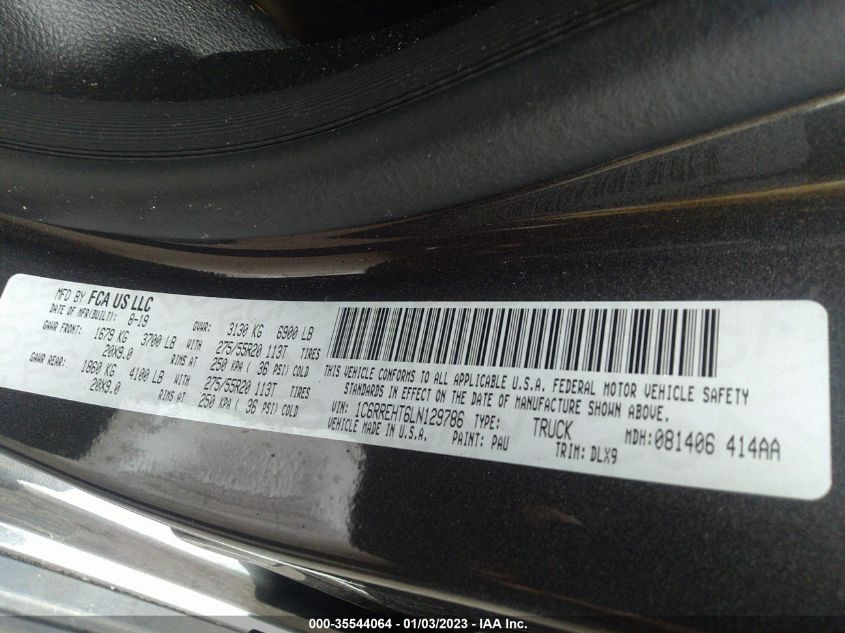 MFD BY FCA US LLC
DATE OF MFR(BUILT): 8-19 GVWR: 3130 KG 6900 LB
GAWR FRONT: 1679 KG 3700 LB WITH 275/55R20 113T TIRES
20X9.0 RIMS AT 250 KPA ( 36 PSI) COLD
GAWR REAR: 1860 KG 4100 LB WITH 275/55R20 113T TIRES
20X9.0 RIMS AT 250 KPA ( 36 PSI) COLD
THIS VEHICLE CONFORMS TO ALL APPLICABLE U.S.A. FEDERAL MOTOR VEHICLE SAFETY
STANDARDS IN EFFECT ON THE DATE OF MANUFACTURE SHOWN ABOVE.
VIN: 1C6RREHT6LN129786 TYPE: TRUCK MDH:081406 414AA
VEHICLE MADE IN U.S.A. PAINT: PAU TRIM: DLX9
000-35544064 - 01/03/2023 - IAA Inc.